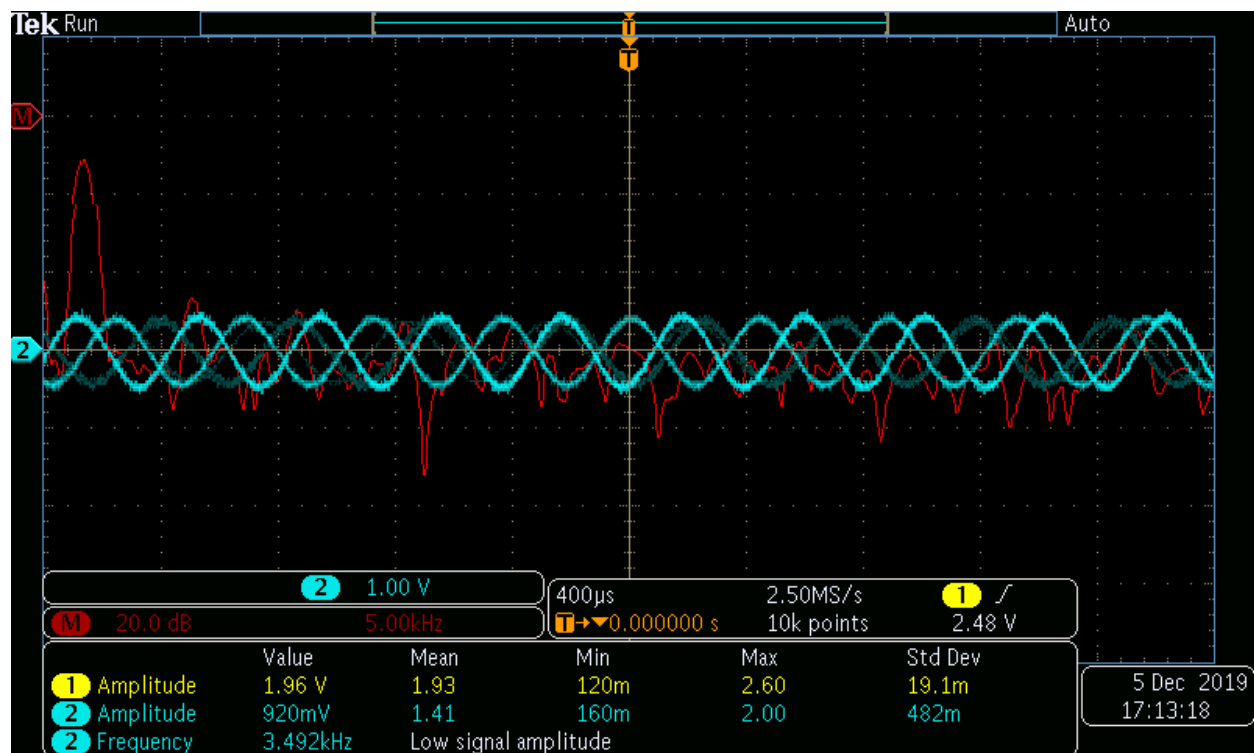 Tek Run Auto
T
T
M
2
2 1.00 V
M 20.0 dB 5.00kHz
400µs 2.50MS/s 1
T→▼0.000000 s 10k points 2.48 V
Value Mean Min Max Std Dev
1 Amplitude 1.96 V 1.93 120m 2.60 19.1m
2 Amplitude 920mV 1.41 160m 2.00 482m
2 Frequency 3.492kHz Low signal amplitude
5 Dec 2019
17:13:18